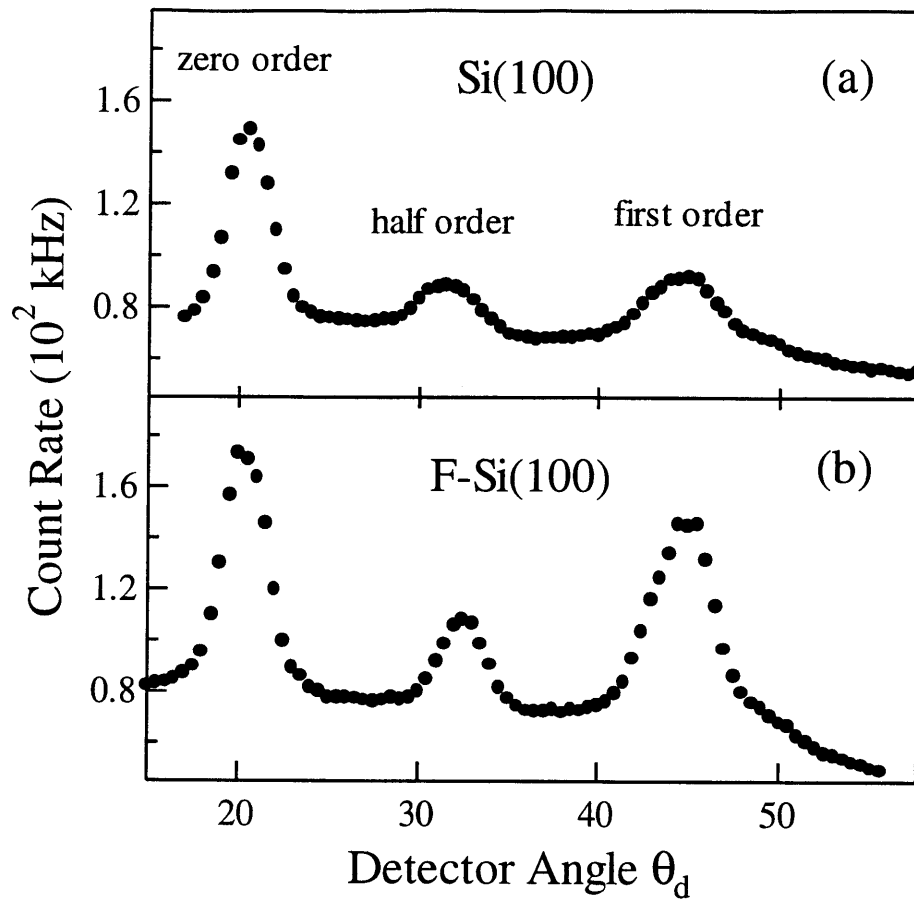 zero order
Si(100)
(a)
1.6
half order
first order
1.2
0.8
Count Rate (10² kHz)
F-Si(100)
(b)
1.6
1.2
0.8
20
30
40
50
Detector Angle θd